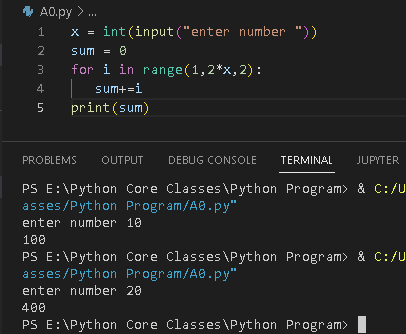 A0.py > ...
1 x = int(input("enter number "))
2 sum = 0
3 for i in range(1,2*x,2):
4     sum+=i
5 print(sum)
PROBLEMS OUTPUT DEBUG CONSOLE TERMINAL JUPYTER
PS E:\Python Core Classes\Python Program> & C:/U
asses/Python Program/A0.py"
enter number 10
100
PS E:\Python Core Classes\Python Program> & C:/U
asses/Python Program/A0.py"
enter number 20
400
PS E:\Python Core Classes\Python Program>